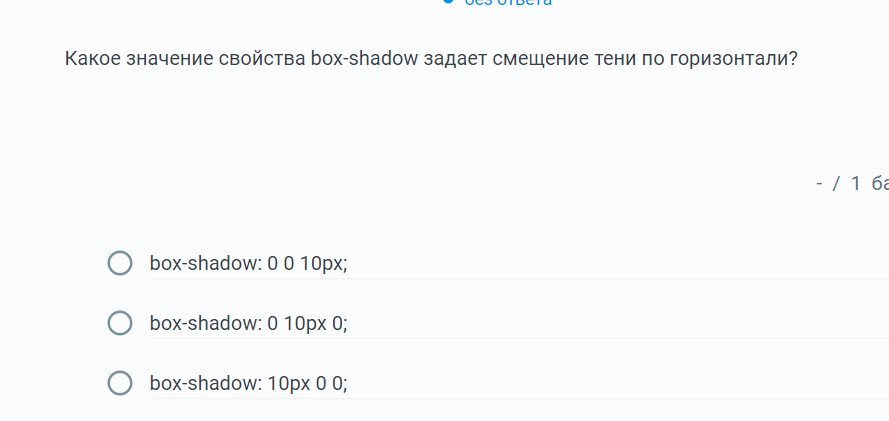 без ответа
Какое значение свойства box-shadow задает смещение тени по горизонтали?
- / 1
box-shadow: 0 0 10px;
box-shadow: 0 10px 0;
box-shadow: 10px 0 0;